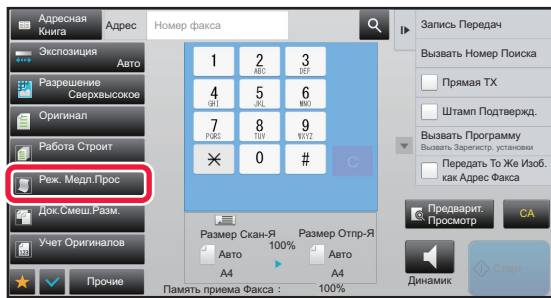 Адресная
Книга
Адрес
Номер факса
Экспозиция
Авто
Разрешение
Сверхвысокое
Оригинал
Работа Строит
Реж. Медл.Прос
Док.Смеш.Разм.
Учет Оригиналов
Прочие
1
2
ABC
3
DEF
4
GHI
5
JKL
6
MNO
7
PQRS
8
TUV
9
WXYZ
0
#
C
Размер Скан-Я
100%
Размер Отпр-Я
Авто
A4
Авто
A4
Память приема Факса :
100%
Запись Передач
Вызвать Номер Поиска
Прямая TX
Штамп Подтвержд.
Вызвать Программу
Вызвать Зарегистр. установки
Передать То Же Изоб.
как Адрес Факса
Предварит.
Просмотр
CA
Динамик
Старт